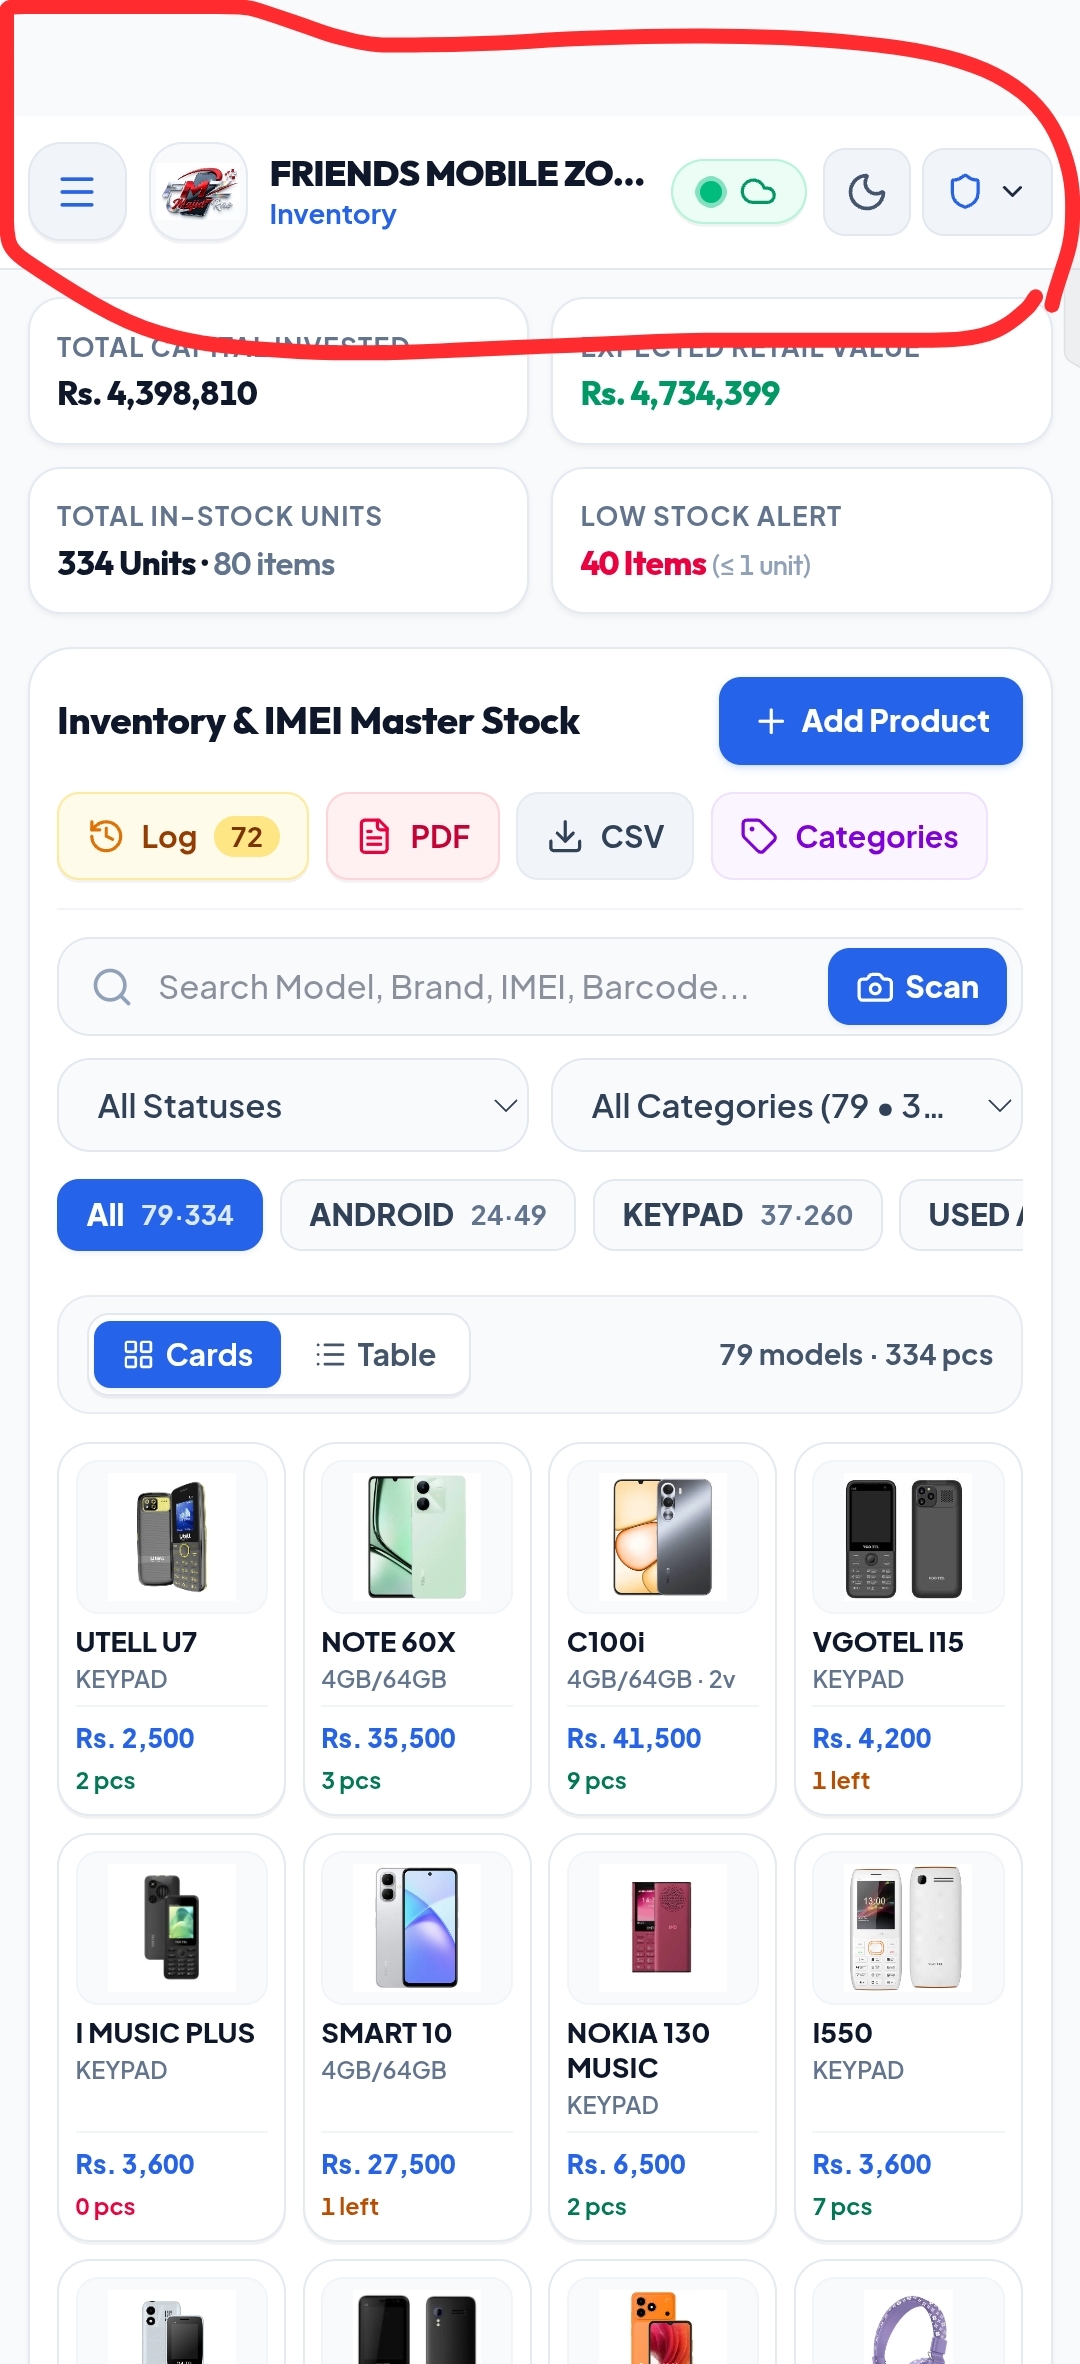 FRIENDS MOBILE ZO...
Inventory
TOTAL CAPITAL INVESTED
Rs. 4,398,810
EXPECTED RETAIL VALUE
Rs. 4,734,399
TOTAL IN-STOCK UNITS
334 Units · 80 items
LOW STOCK ALERT
40 Items (≤ 1 unit)
Inventory & IMEI Master Stock
+ Add Product
Log 72
PDF
CSV
Categories
Search Model, Brand, IMEI, Barcode...
Scan
All Statuses
All Categories (79 • 3...
All 79·334
ANDROID 24·49
KEYPAD 37·260
USED
Cards
Table
79 models · 334 pcs
UTELL U7
KEYPAD
Rs. 2,500
2 pcs
NOTE 60X
4GB/64GB
Rs. 35,500
3 pcs
C100i
4GB/64GB · 2v
Rs. 41,500
9 pcs
VGOTEL I15
KEYPAD
Rs. 4,200
1 left
I MUSIC PLUS
KEYPAD
Rs. 3,600
0 pcs
SMART 10
4GB/64GB
Rs. 27,500
1 left
NOKIA 130
MUSIC
KEYPAD
Rs. 6,500
2 pcs
I550
KEYPAD
Rs. 3,600
7 pcs